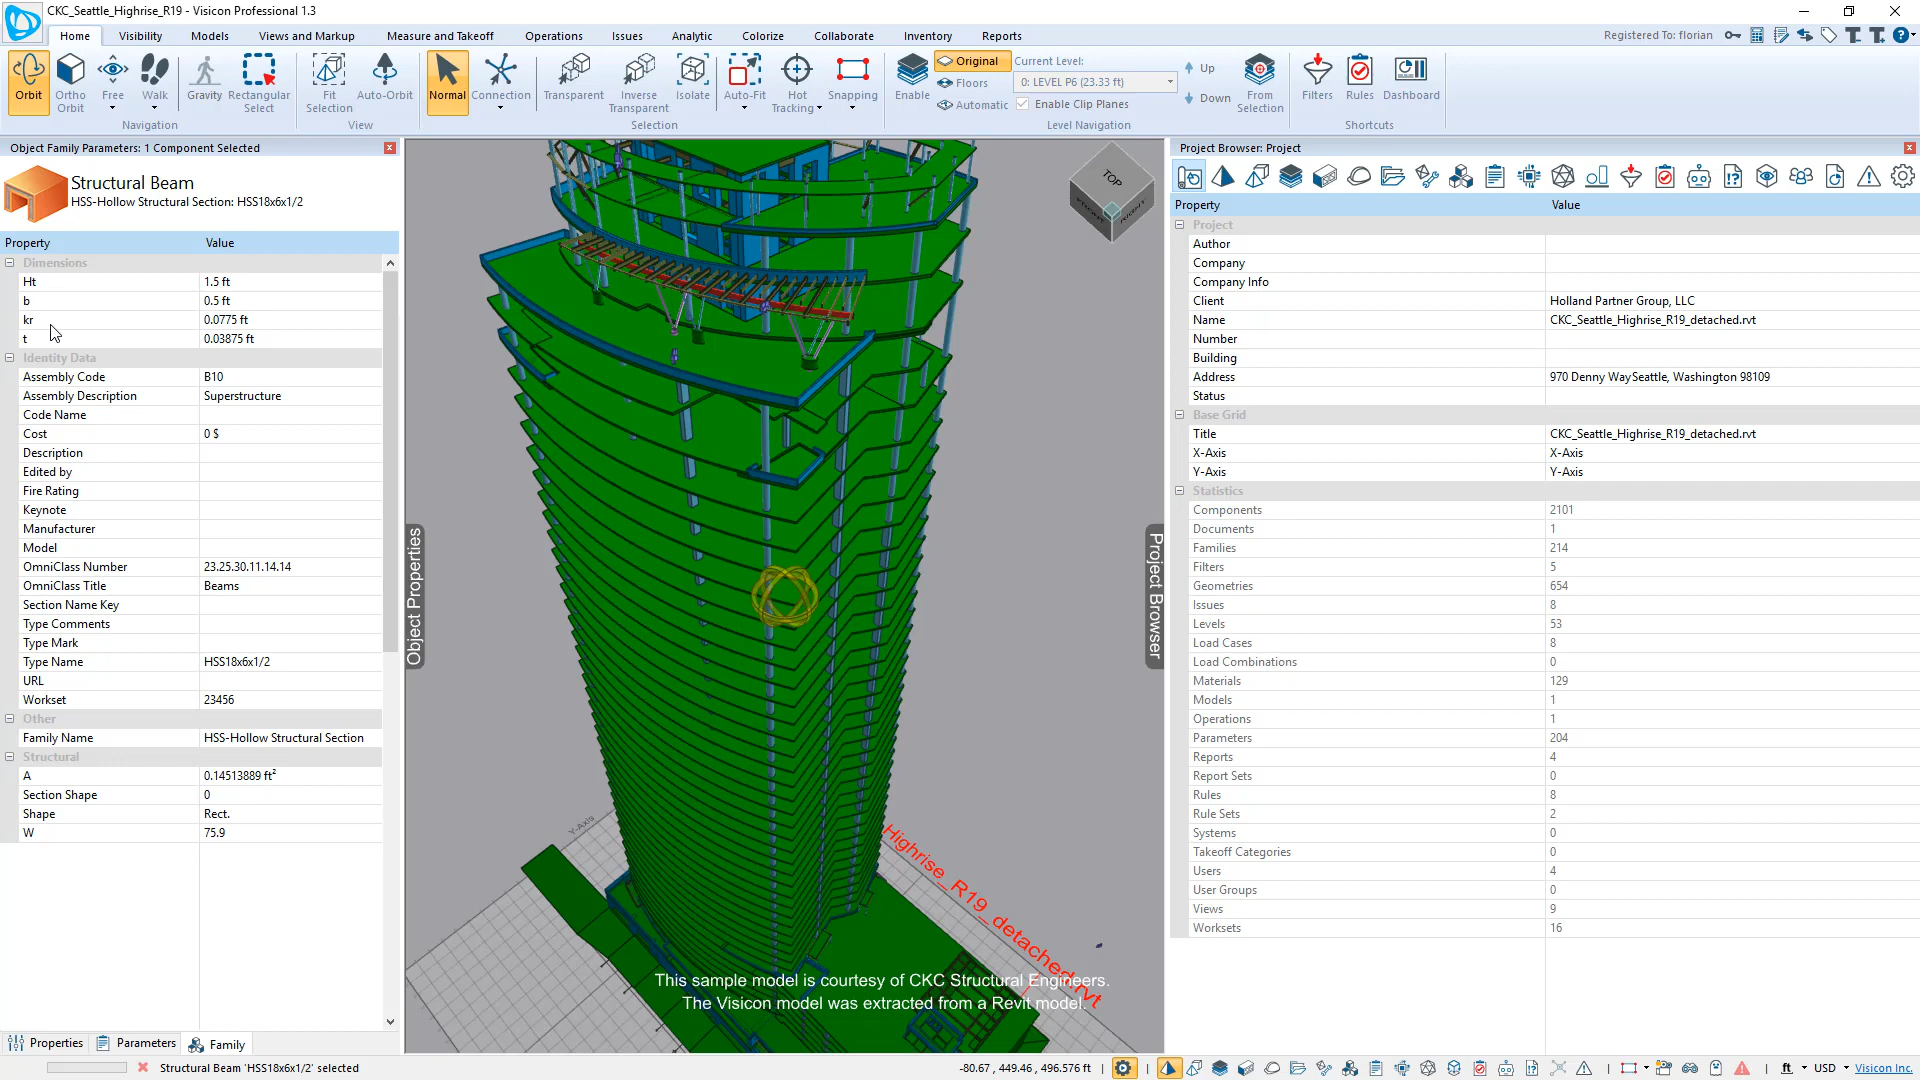 CKC_Seattle_Highrise_R19 - Visicon Professional 1.3
Home Visibility Models Views and Markup Measure and Takeoff Operations Issues Analytic Colorize Collaborate Inventory Reports
Registered To: florian
Orbit
Ortho Orbit
Free
Walk
Navigation
Gravity
Rectangular Select
Fit Selection
Auto-Orbit
View
Normal
Connection
Transparent
Inverse Transparent
Isolate
Auto-Fit
Hot Tracking
Snapping
Selection
Enable
Original
Floors
Automatic
Current Level:
0: LEVEL P6 (23.33 ft)
Enable Clip Planes
Up
Down
From Selection
Level Navigation
Filters
Rules
Dashboard
Shortcuts
Object Family Parameters: 1 Component Selected
Structural Beam
HSS-Hollow Structural Section: HSS18x6x1/2
Property Value
Dimensions
Ht 1.5 ft
b 0.5 ft
kr 0.0775 ft
t 0.03875 ft
Identity Data
Assembly Code B10
Assembly Description Superstructure
Code Name
Cost 0 $
Description
Edited by
Fire Rating
Keynote
Manufacturer
Model
OmniClass Number 23.25.30.11.14.14
OmniClass Title Beams
Section Name Key
Type Comments
Type Mark
Type Name HSS18x6x1/2
URL
Workset 23456
Other
Family Name HSS-Hollow Structural Section
Structural
A 0.14513889 ft²
Section Shape 0
Shape Rect.
W 75.9
Properties Parameters Family
Object Properties
TOP
FRONT
RIGHT
Y-Axis
Highrise_R19_detached.rvt
This sample model is courtesy of CKC Structural Engineers.
The Visicon model was extracted from a Revit model.
Project Browser
Project Browser: Project
Property Value
Project
Author
Company
Company Info
Client Holland Partner Group, LLC
Name CKC_Seattle_Highrise_R19_detached.rvt
Number
Building
Address 970 Denny WaySeattle, Washington 98109
Status
Base Grid
Title CKC_Seattle_Highrise_R19_detached.rvt
X-Axis X-Axis
Y-Axis Y-Axis
Statistics
Components 2101
Documents 1
Families 214
Filters 5
Geometries 654
Issues 8
Levels 53
Load Cases 8
Load Combinations 0
Materials 129
Models 1
Operations 1
Parameters 204
Reports 4
Report Sets 0
Rules 8
Rule Sets 2
Systems 0
Takeoff Categories 0
Users 4
User Groups 0
Views 9
Worksets 16
Structural Beam 'HSS18x6x1/2' selected
-80.67 , 449.46 , 496.576 ft
ft USD Visicon Inc.